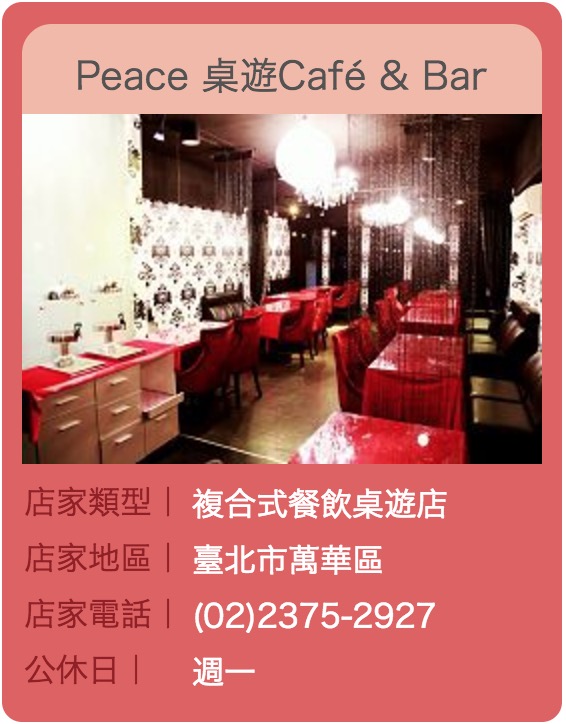 Peace 桌遊Café & Bar
店家類型｜ 複合式餐飲桌遊店
店家地區｜ 臺北市萬華區
店家電話｜ (02)2375-2927
公休日｜ 週一